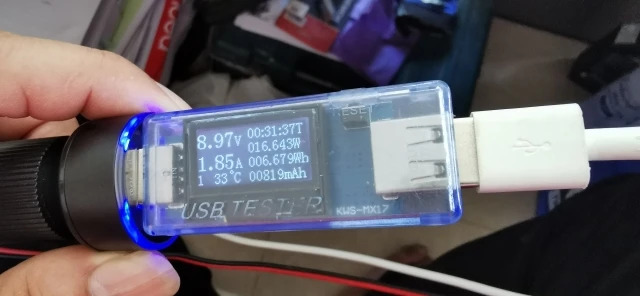 8.97V 00:31:37T
016.643W
1.85A 006.679Wh
1 33°C 00819mAh
USB TESTER
KWS-MX17